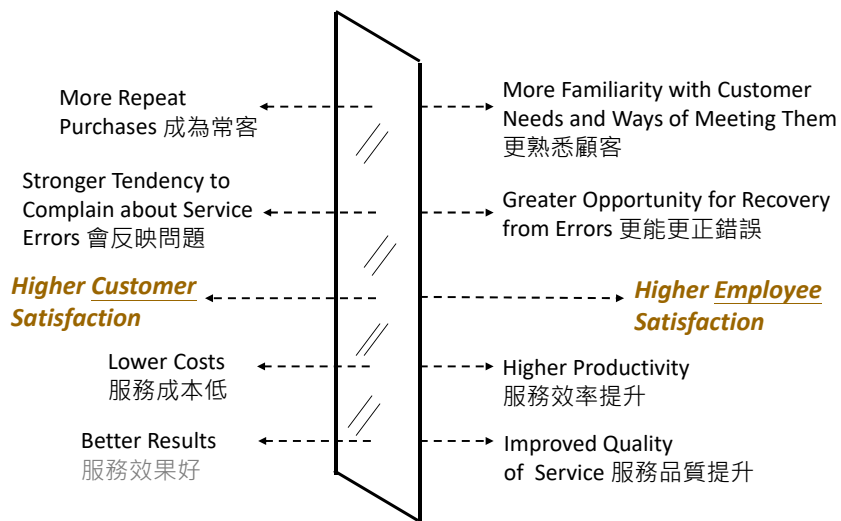 More Repeat
Purchases 成為常客
More Familiarity with Customer
Needs and Ways of Meeting Them
更熟悉顧客
Stronger Tendency to
Complain about Service
Errors 會反映問題
Greater Opportunity for Recovery
from Errors 更能更正錯誤
Higher Customer
Satisfaction
Higher Employee
Satisfaction
Lower Costs
服務成本低
Higher Productivity
服務效率提升
Better Results
服務效果好
Improved Quality
of Service 服務品質提升